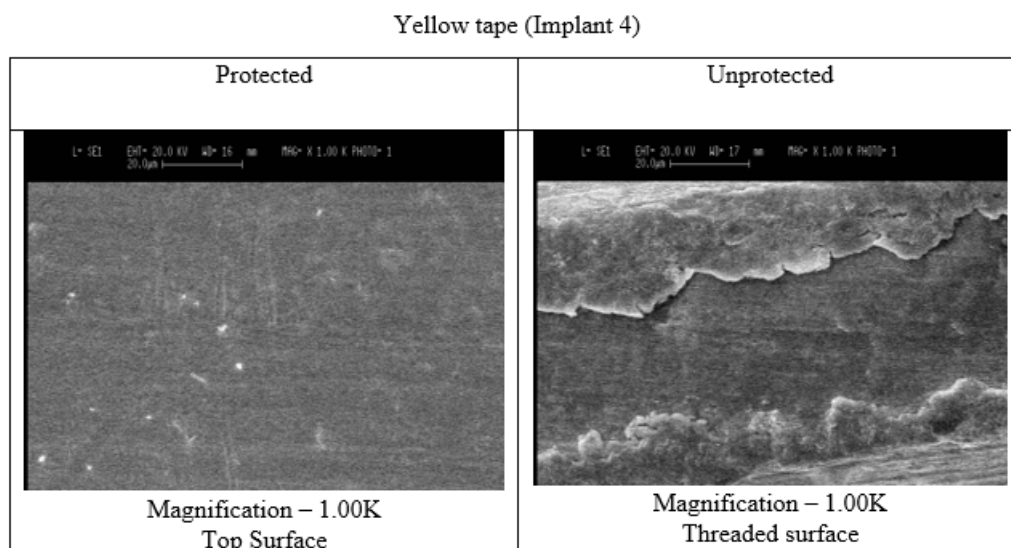 Yellow tape (Implant 4)
Protected
Unprotected
L= SE1 EHT= 20.0 KV WD= 16 mm MAG= X 1.00 K PHOTO= 1
20.0µm
L= SE1 EHT= 20.0 KV WD= 17 mm MAG= X 1.00 K PHOTO= 1
20.0µm
Magnification – 1.00K
Top Surface
Magnification – 1.00K
Threaded surface